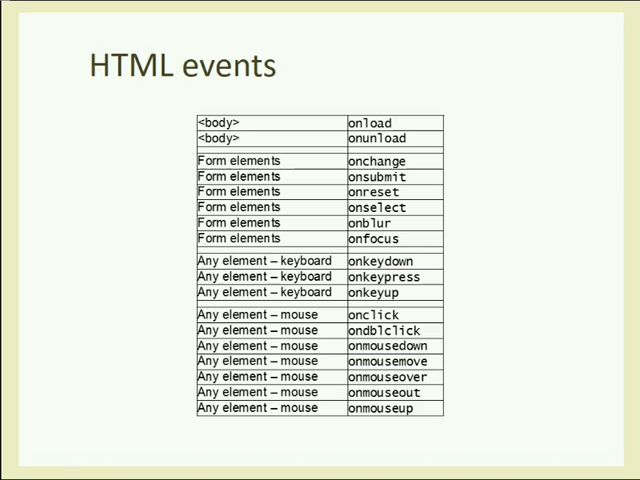 HTML events
<body> onload
<body> onunload
Form elements onchange
Form elements onsubmit
Form elements onreset
Form elements onselect
Form elements onblur
Form elements onfocus
Any element – keyboard onkeydown
Any element – keyboard onkeypress
Any element – keyboard onkeyup
Any element – mouse onclick
Any element – mouse ondblclick
Any element – mouse onmousedown
Any element – mouse onmousemove
Any element – mouse onmouseover
Any element – mouse onmouseout
Any element – mouse onmouseup